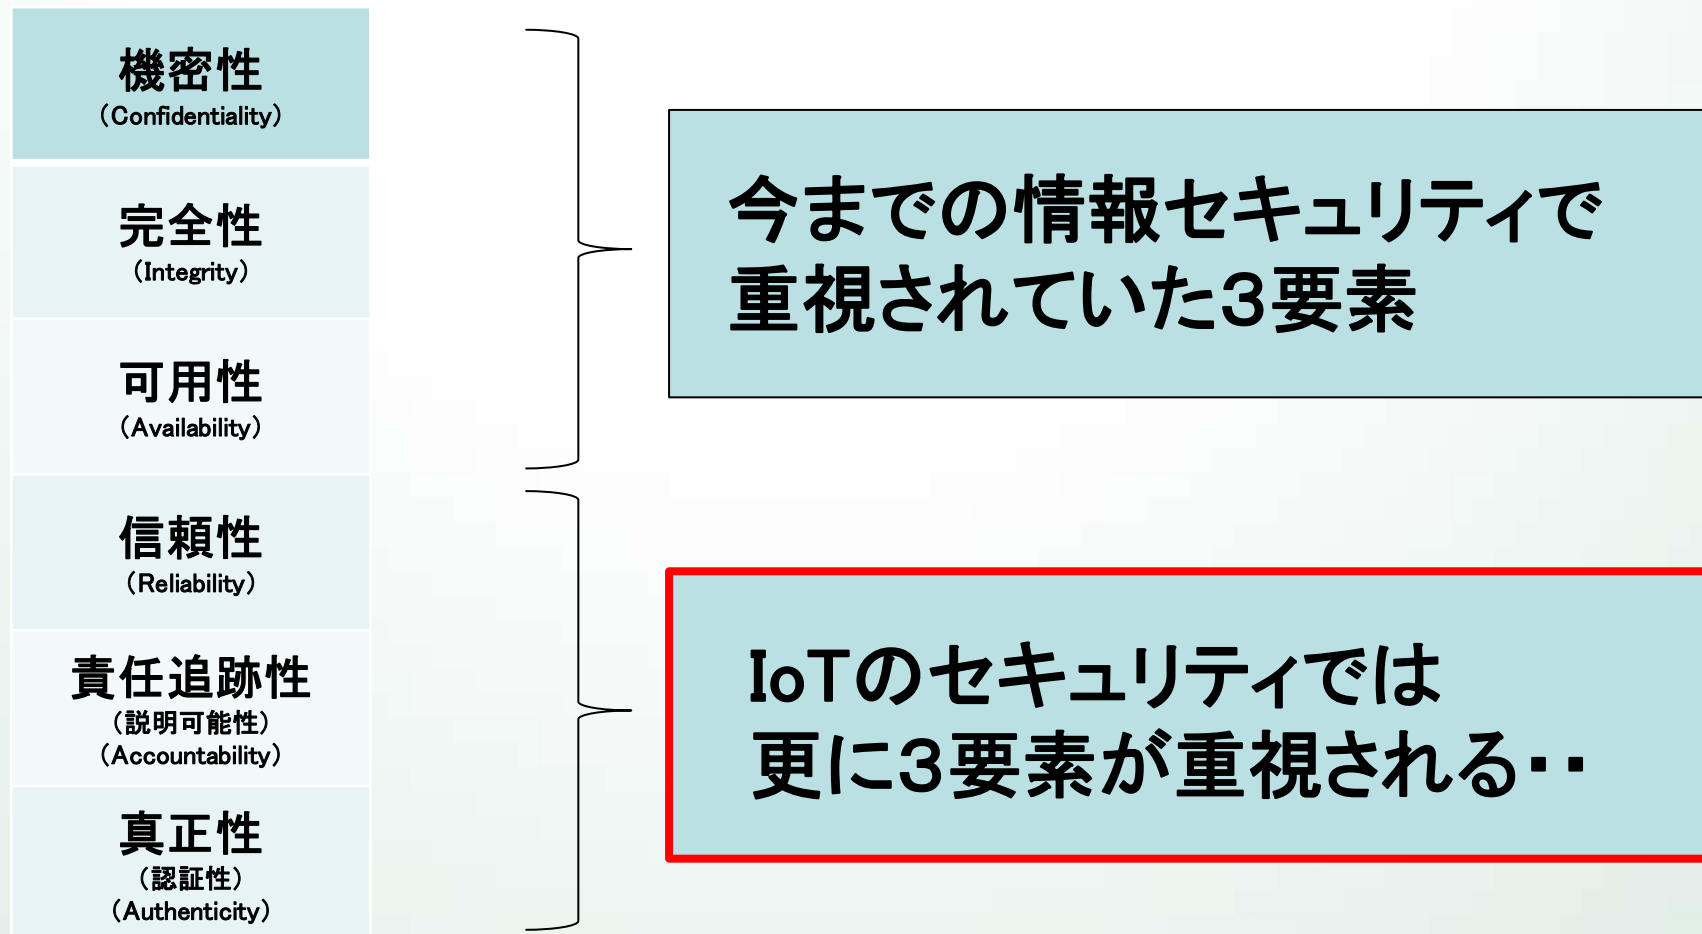 機密性
（Confidentiality）
完全性
（Integrity）
可用性
（Availability）
信頼性
（Reliability）
責任追跡性
（説明可能性）
（Accountability）
真正性
（認証性）
（Authenticity）
今までの情報セキュリティで
重視されていた３要素
IoTのセキュリティでは
更に３要素が重視される・・